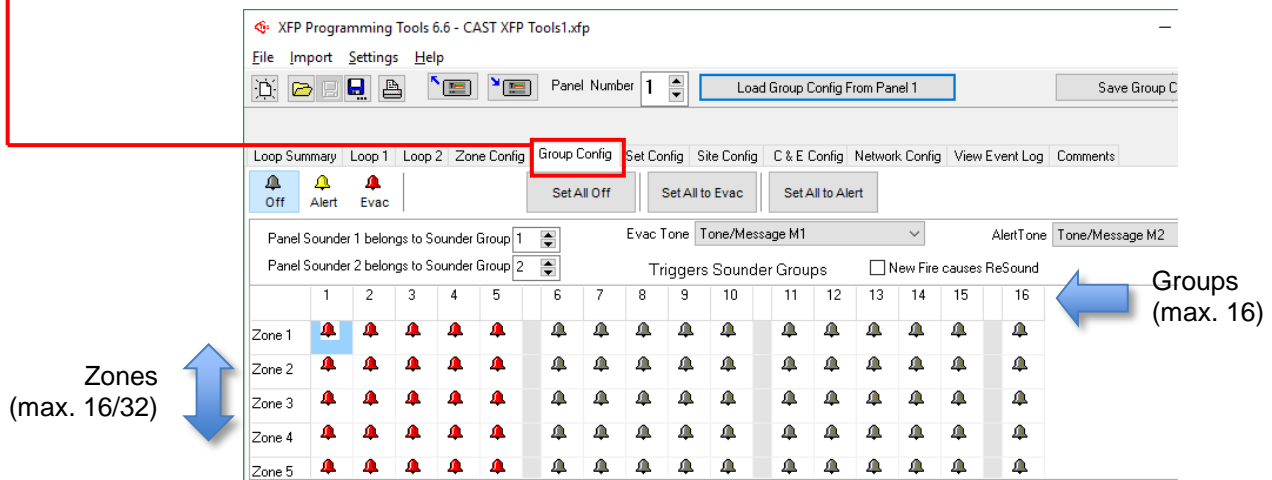 XFP Programming Tools 6.6 - CAST XFP Tools1.xfp
File Import Settings Help
Panel Number 1 Load Group Config From Panel 1 Save Group C
Loop Summary Loop 1 Loop 2 Zone Config Group Config Set Config Site Config C & E Config Network Config View Event Log Comments
Off Alert Evac Set All Off Set All to Evac Set All to Alert
Panel Sounder 1 belongs to Sounder Group 1 Evac Tone Tone/Message M1 AlertTone Tone/Message M2
Panel Sounder 2 belongs to Sounder Group 2 Triggers Sounder Groups New Fire causes ReSound
1 2 3 4 5 6 7 8 9 10 11 12 13 14 15 16
Groups
(max. 16)
Zone 1
Zone 2
Zone 3
Zone 4
Zone 5
Zones
(max. 16/32)